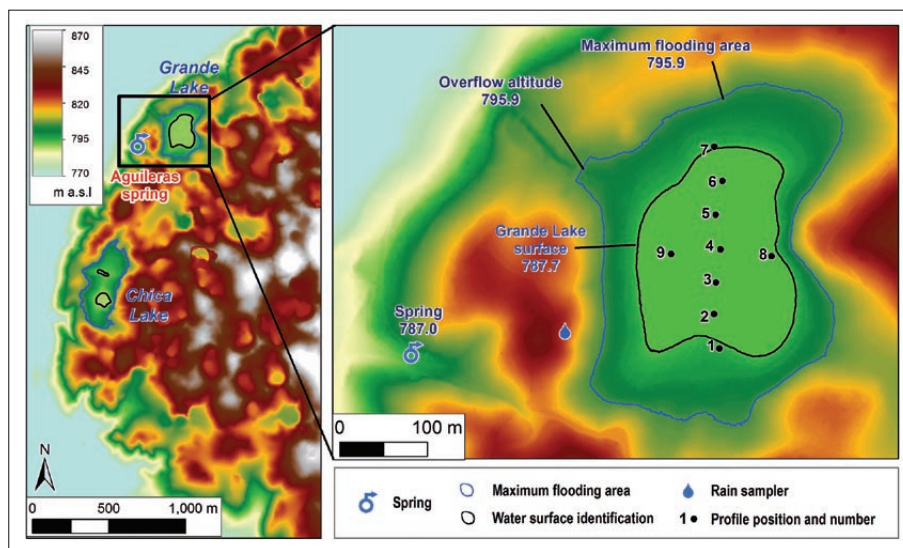 870
845
820
795
770
m a.s.l
Grande
Lake
Aguileras
spring
Chica
Lake
N
0 500 1,000 m
Maximum flooding area
795.9
Overflow altitude
795.9
7
6
5
Grande Lake
surface
787.7
4
9
8
3
Spring
787.0
2
1
0 100 m
Spring
Maximum flooding area
Water surface identification
Rain sampler
1 Profile position and number